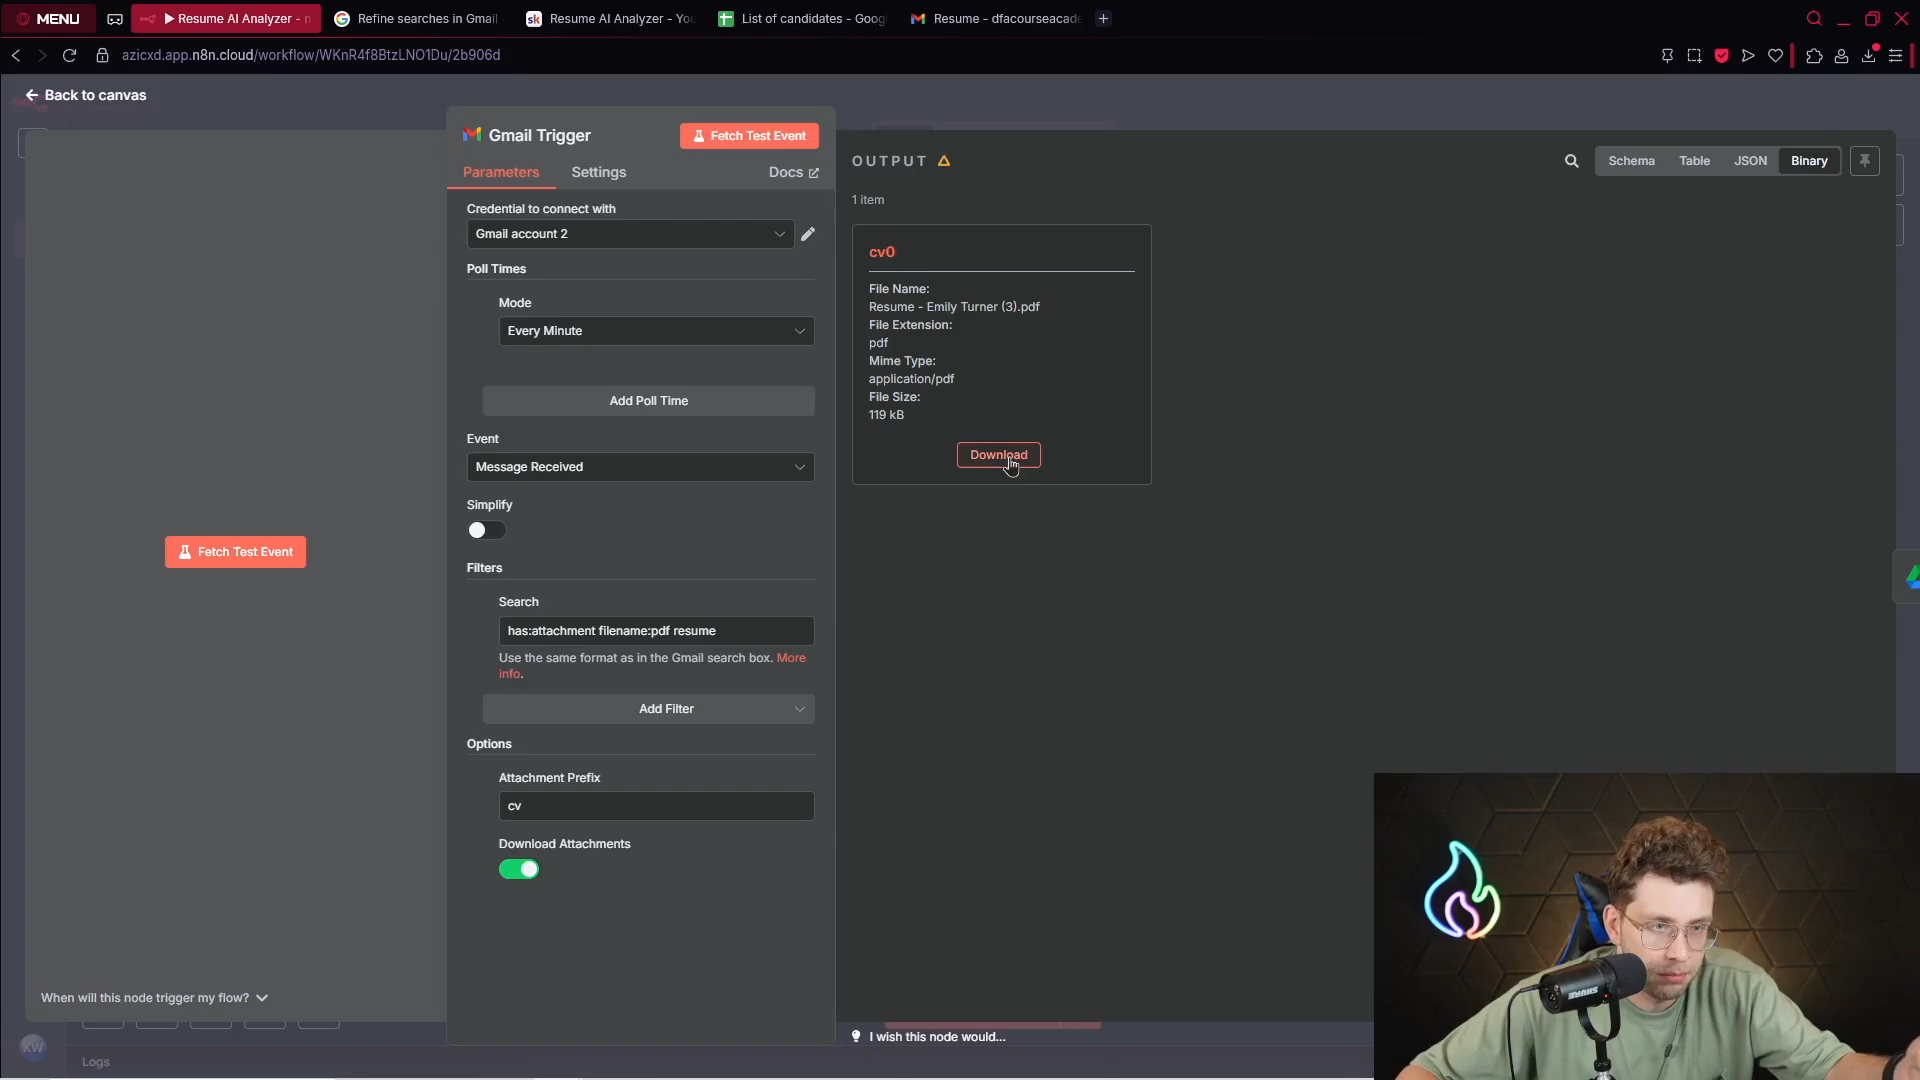 MENU
Resume AI Analyzer - n
Refine searches in Gmail
Resume AI Analyzer - You
List of candidates - Googl
Resume - dfacourseacade
azicxd.app.n8n.cloud/workflow/WKnR4f8BtzLNO1Du/2b906d
Back to canvas
Gmail Trigger
Fetch Test Event
Parameters
Settings
Docs
Credential to connect with
Gmail account 2
Poll Times
Mode
Every Minute
Add Poll Time
Event
Message Received
Simplify
Fetch Test Event
Filters
Search
has:attachment filename:pdf resume
Use the same format as in the Gmail search box. More
info.
Add Filter
Options
Attachment Prefix
cv
Download Attachments
When will this node trigger my flow?
OUTPUT
Schema
Table
JSON
Binary
1 item
cv0
File Name:
Resume - Emily Turner (3).pdf
File Extension:
pdf
Mime Type:
application/pdf
File Size:
119 kB
Download
I wish this node would...
KW
Logs
SHURE